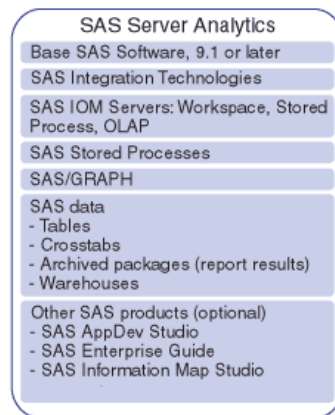 SAS Server Analytics
Base SAS Software, 9.1 or later
SAS Integration Technologies
SAS IOM Servers: Workspace, Stored
Process, OLAP
SAS Stored Processes
SAS/GRAPH
SAS data
- Tables
- Crosstabs
- Archived packages (report results)
- Warehouses
Other SAS products (optional)
- SAS AppDev Studio
- SAS Enterprise Guide
- SAS Information Map Studio